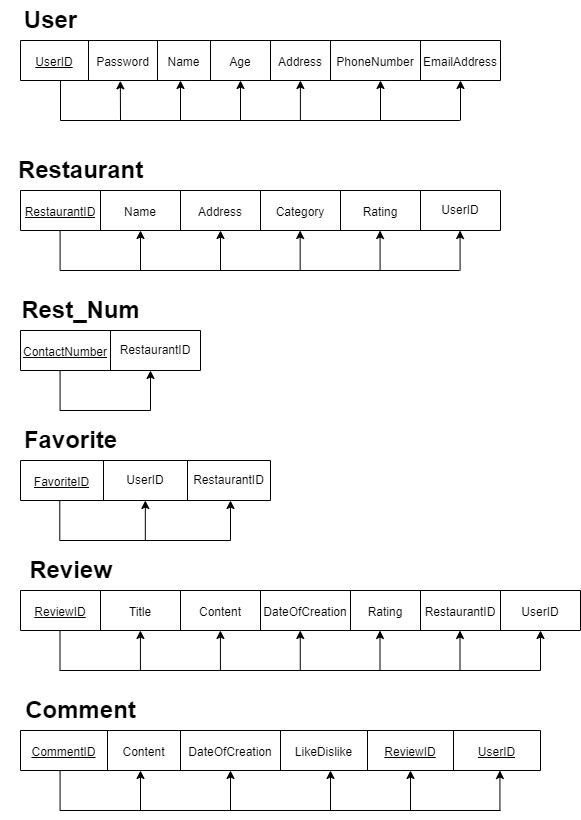 User
UserID Password Name Age Address PhoneNumber EmailAddress
Restaurant
RestaurantID Name Address Category Rating UserID
Rest_Num
ContactNumber RestaurantID
Favorite
FavoriteID UserID RestaurantID
Review
ReviewID Title Content DateOfCreation Rating RestaurantID UserID
Comment
CommentID Content DateOfCreation LikeDislike ReviewID UserID